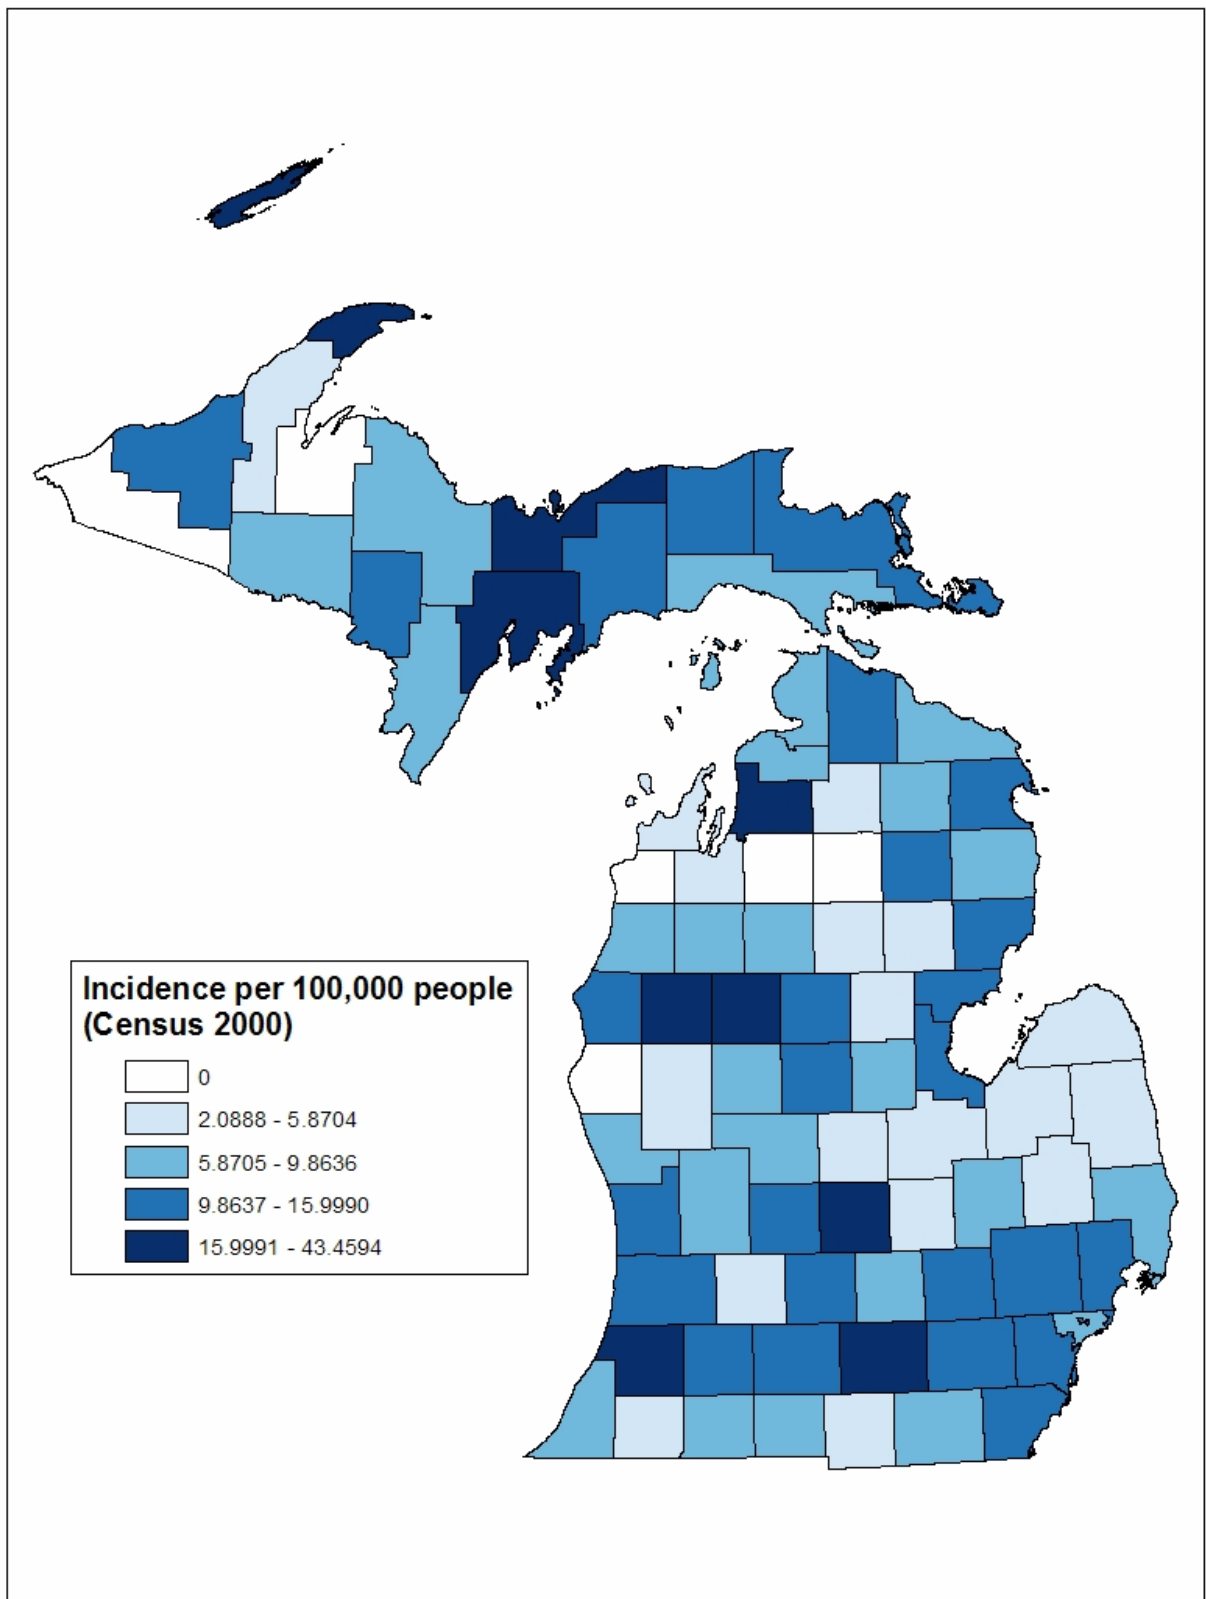 Incidence per 100,000 people
(Census 2000)
0
2.0888 - 5.8704
5.8705 - 9.8636
9.8637 - 15.9990
15.9991 - 43.4594